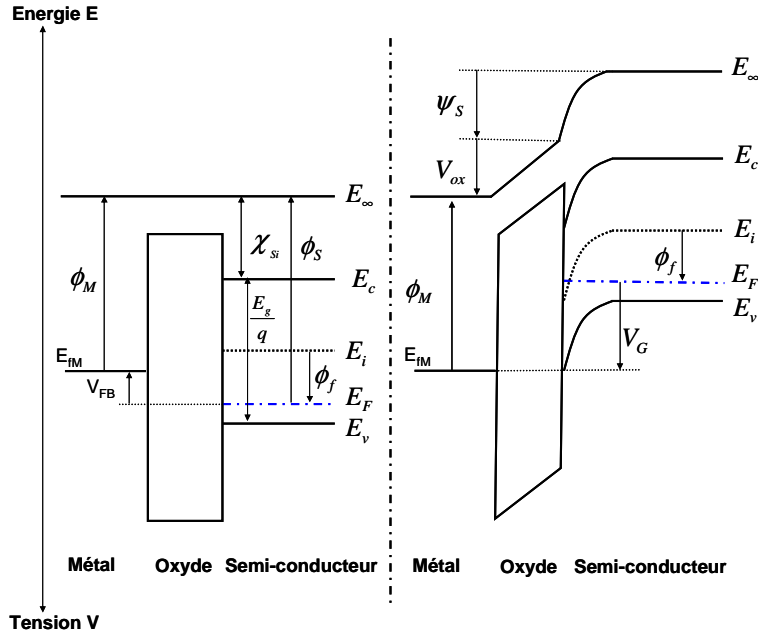 Energie E
E∞
ψS
Vox
Ec
E∞
χSi
ϕS
Ei
ϕf
ϕM
Ec
ϕM
EF
Eg/q
Ev
VG
EfM
Ei
EfM
VFB
ϕf
EF
Ev
Métal Oxyde Semi-conducteur
Métal Oxyde Semi-conducteur
Tension V